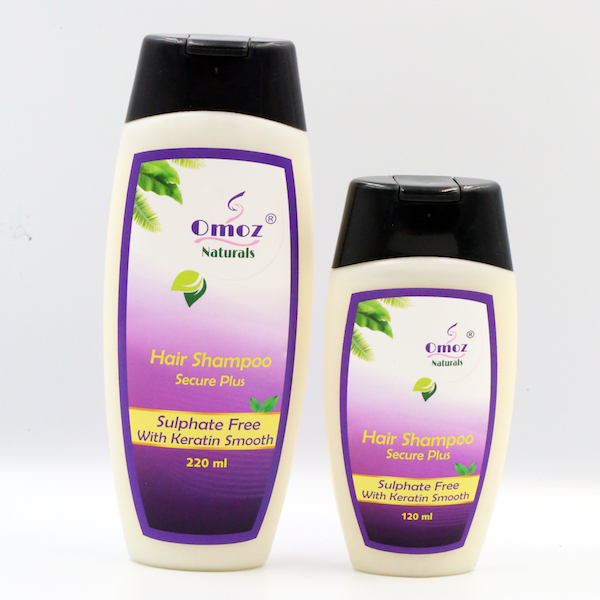 Omoz ®
Naturals
Hair Shampoo
Secure Plus
Sulphate Free
With Keratin Smooth
220 ml
Omoz ®
Naturals
Hair Shampoo
Secure Plus
Sulphate Free
With Keratin Smooth
120 ml